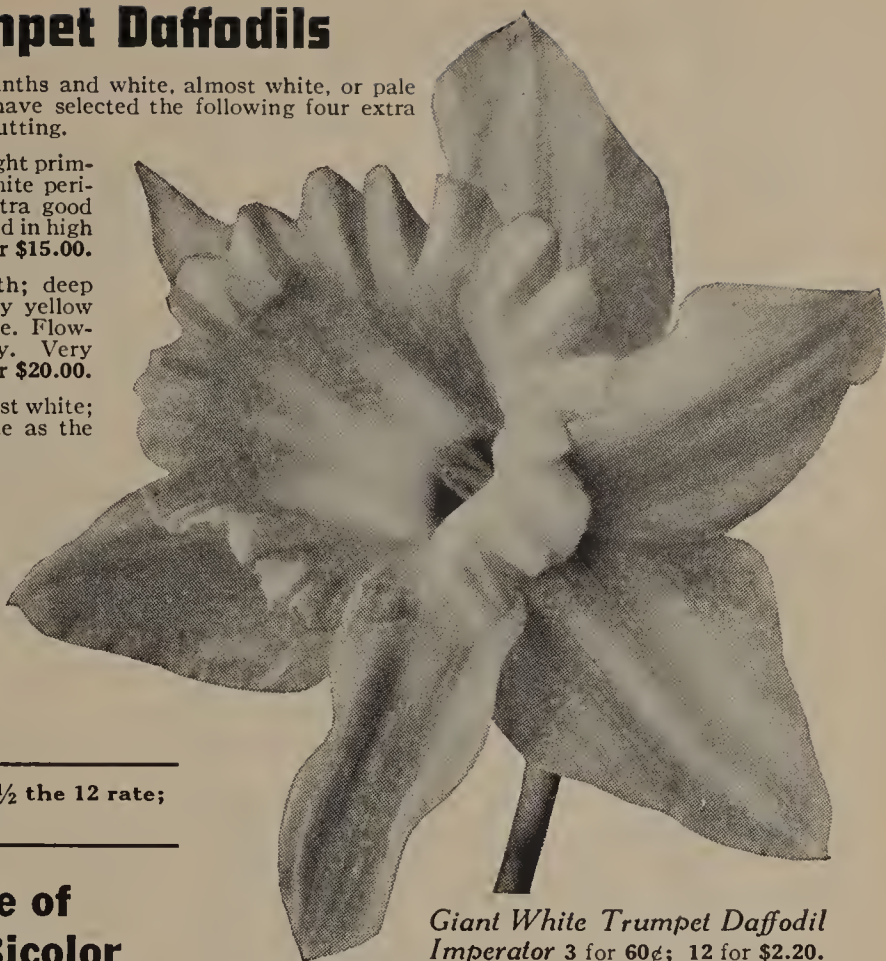 mpet Daffodils
nths and white, almost white, or pale
have selected the following four extra
utting.
ght prim-
hite peri-
tra good
d in high
r $15.00.
th; deep
y yellow
e. Flow-
y. Very
r $20.00.
st white;
e as the
½ the 12 rate;
e of
Bicolor
Giant White Trumpet Daffodil
Imperator 3 for 60¢; 12 for $2.20.